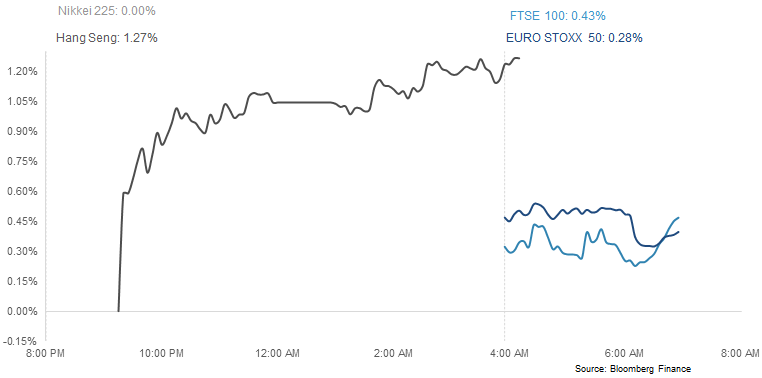 Nikkei 225: 0.00%
FTSE 100: 0.43%
Hang Seng: 1.27%
EURO STOXX 50: 0.28%
1.20%
1.05%
0.90%
0.75%
0.60%
0.45%
0.30%
0.15%
0.00%
-0.15%
8:00 PM
10:00 PM
12:00 AM
2:00 AM
4:00 AM
6:00 AM
8:00 AM
Source: Bloomberg Finance